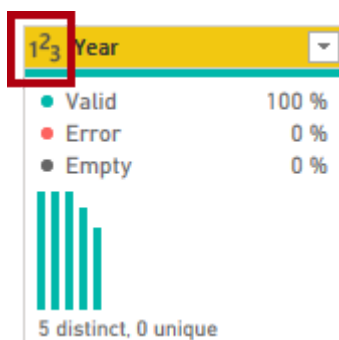 1²3 Year
Valid 100 %
Error 0 %
Empty 0 %
5 distinct, 0 unique